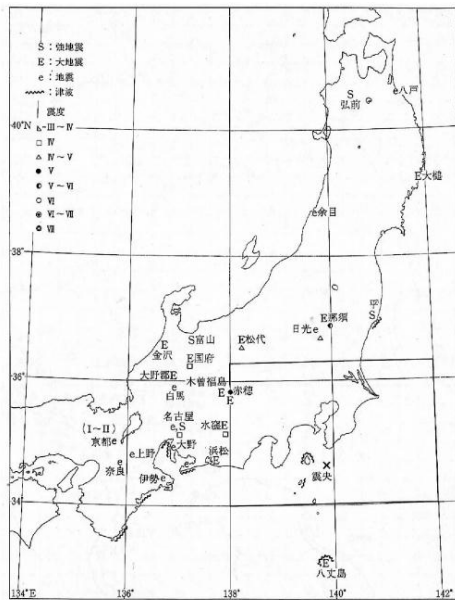 S：強地震
E：大地震
e：地震
：津波
震度
III～IV
IV
IV～V
V
V～VI
VI
VI～VII
VII
S
弘前
e八戸
40°N
E大槌
e余目
38°
E那須
平
S
日光e
S富山
E松代
E
金沢
E国府
大野郡E
木曽福島
36°
e
白馬
E
赤穂
E
名古屋
e S
水窪E
(I～II)
京都e
e上野
e大野
浜松
E
e
奈良
伊勢e
震央
34°
E
八丈島
134°E
136°
138°
140°
142°